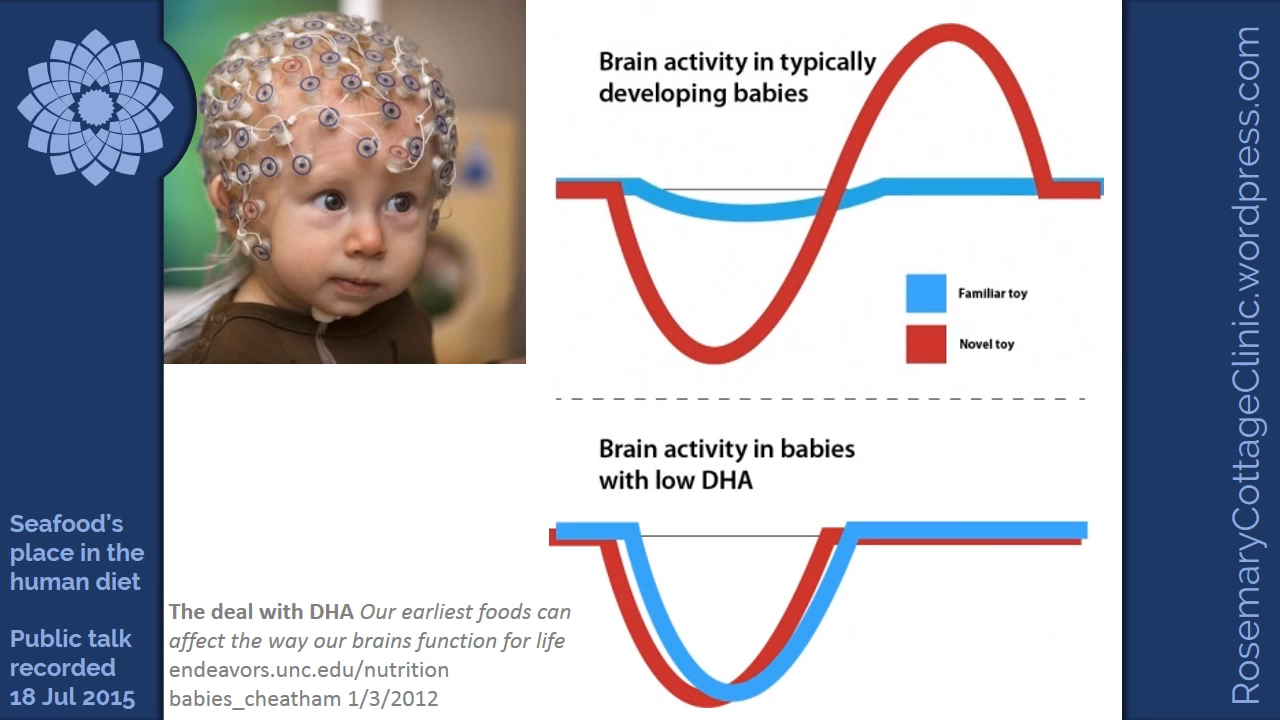 Brain activity in typically
developing babies
Familiar toy
Novel toy
Brain activity in babies
with low DHA
Seafood's
place in the
human diet
Public talk
recorded
18 Jul 2015
The deal with DHA Our earliest foods can
affect the way our brains function for life
endeavors.unc.edu/nutrition
babies_cheatham 1/3/2012
RosemaryCottageClinic.wordpress.com